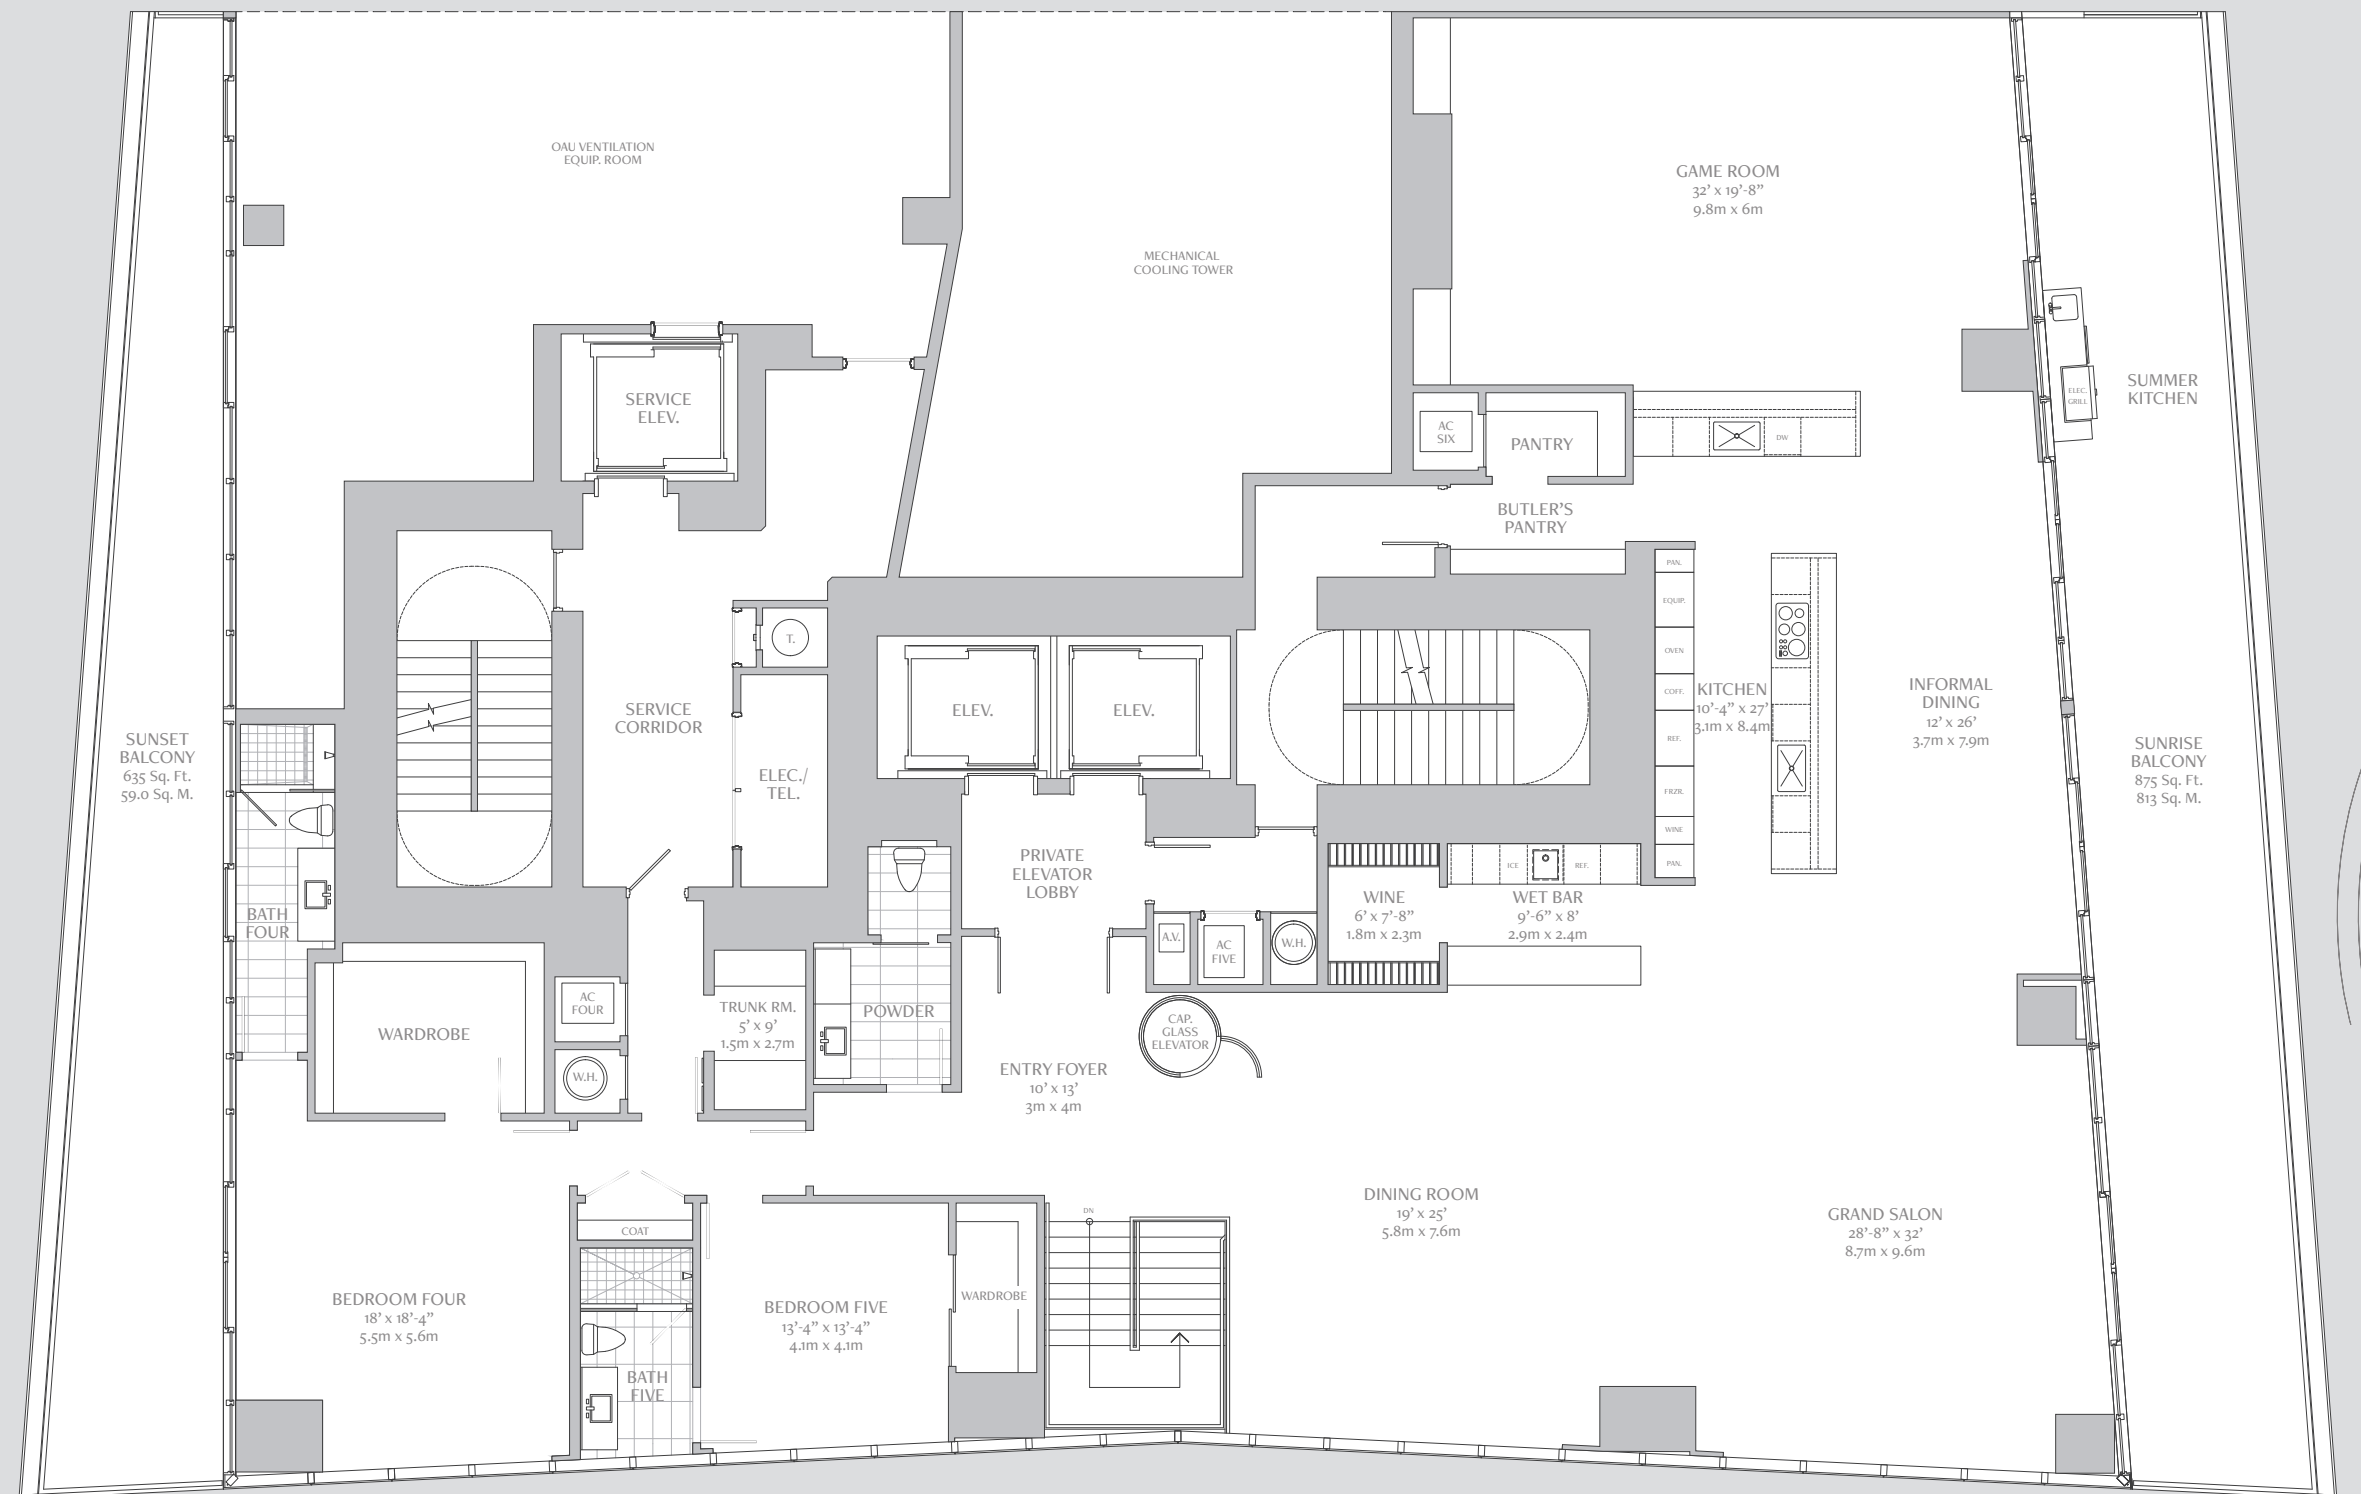 OAU VENTILATION
EQUIP. ROOM
MECHANICAL
COOLING TOWER
GAME ROOM
32' x 19'-8"
9.8m x 6m
SERVICE
ELEV.
SUMMER
KITCHEN
ELEC.
GRILL
AC
SIX
PANTRY
DW
BUTLER'S
PANTRY
PAN.
EQUIP.
OVEN
COFF.
REF.
FRZR.
WINE
PAN.
T.
SERVICE
CORRIDOR
ELEV.
ELEV.
KITCHEN
10'-4" x 27'
3.1m x 8.4m
INFORMAL
DINING
12' x 26'
3.7m x 7.9m
SUNSET
BALCONY
635 Sq. Ft.
59.0 Sq. M.
SUNRISE
BALCONY
875 Sq. Ft.
813 Sq. M.
ELEC./
TEL.
PRIVATE
ELEVATOR
LOBBY
ICE
REF.
WINE
6' x 7'-8"
1.8m x 2.3m
WET BAR
9'-6" x 8'
2.9m x 2.4m
BATH
FOUR
A.V.
AC
FIVE
W.H.
AC
FOUR
WARDROBE
TRUNK RM.
5' x 9'
1.5m x 2.7m
POWDER
CAP.
GLASS
ELEVATOR
W.H.
ENTRY FOYER
10' x 13'
3m x 4m
COAT
DN
DINING ROOM
19' x 25'
5.8m x 7.6m
GRAND SALON
28'-8" x 32'
8.7m x 9.6m
BEDROOM FOUR
18' x 18'-4"
5.5m x 5.6m
BEDROOM FIVE
13'-4" x 13'-4"
4.1m x 4.1m
WARDROBE
BATH
FIVE